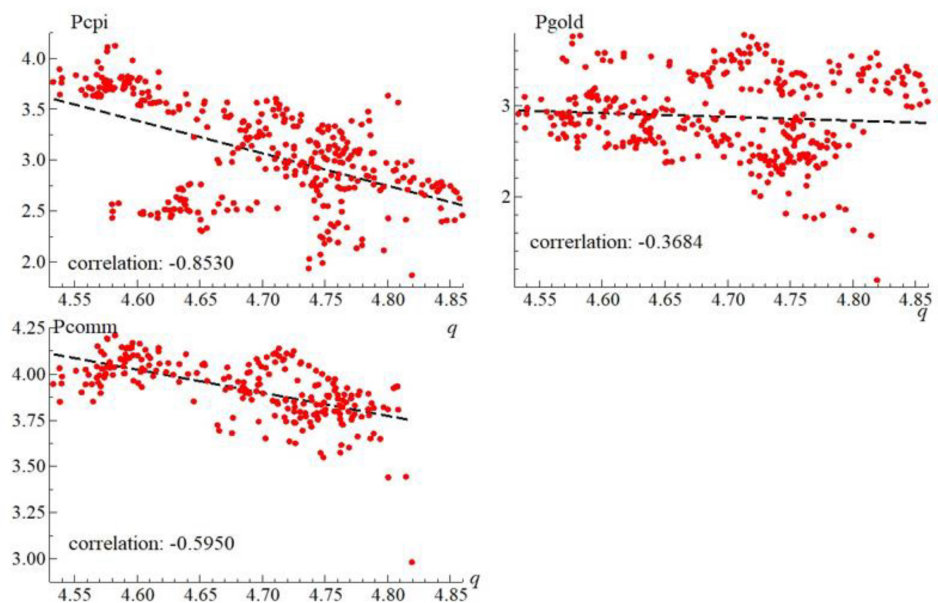 Pcpi
4.0
3.5
3.0
2.5
2.0
correlation: -0.8530
4.55 4.60 4.65 4.70 4.75 4.80 4.85
q
Pgold
3
2
correrlation: -0.3684
4.55 4.60 4.65 4.70 4.75 4.80 4.85
q
Pcomm
4.25
4.00
3.75
3.50
3.25
3.00
correlation: -0.5950
4.55 4.60 4.65 4.70 4.75 4.80 4.85
q